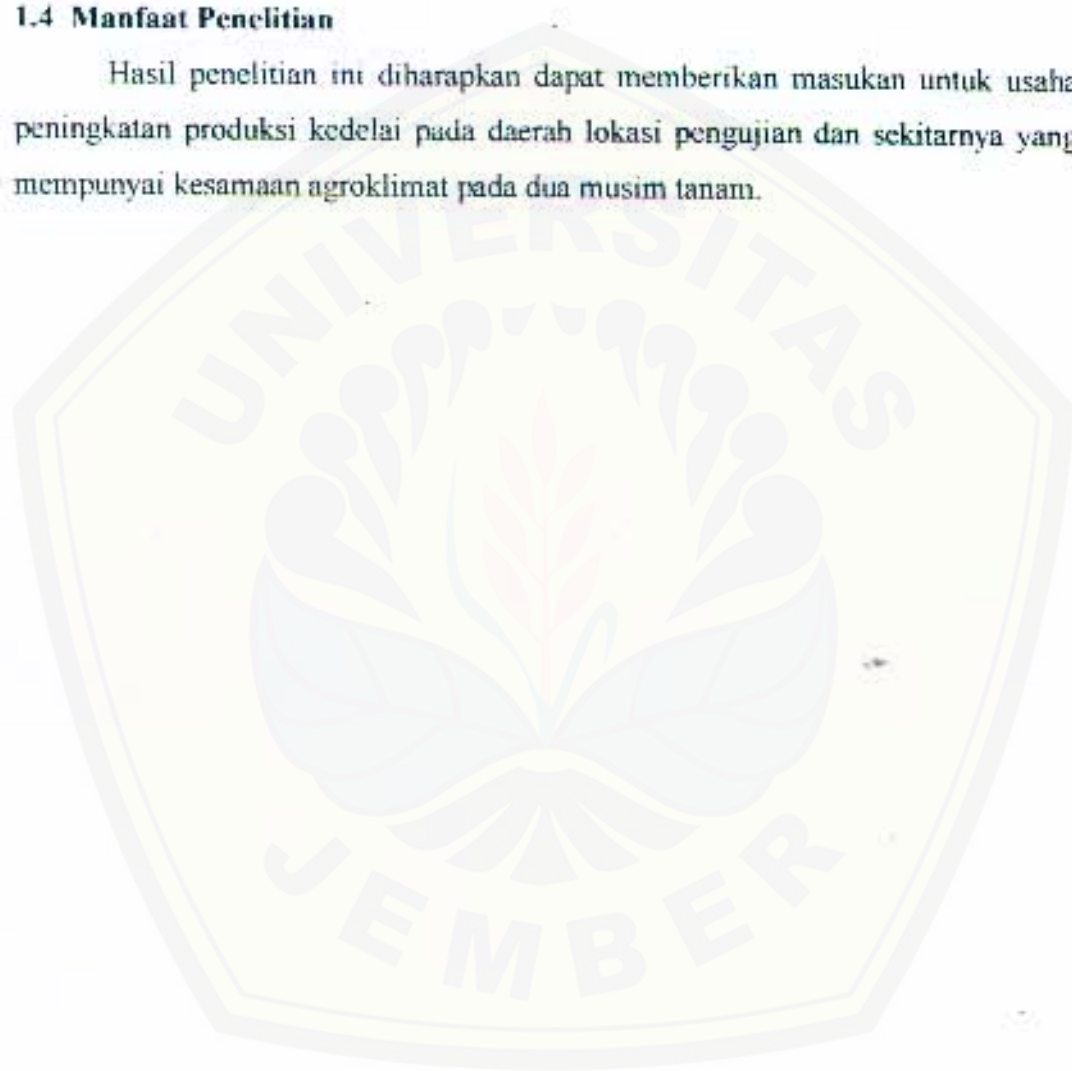 1.4 Manfaat Penelitian
Hasil penelitian ini diharapkan dapat memberikan masukan untuk usaha
peningkatan produksi kedelai pada daerah lokasi pengujian dan sekitarnya yang
mempunyai kesamaan agroklimat pada dua musim tanam.
UNIVERSITAS
JEMBER